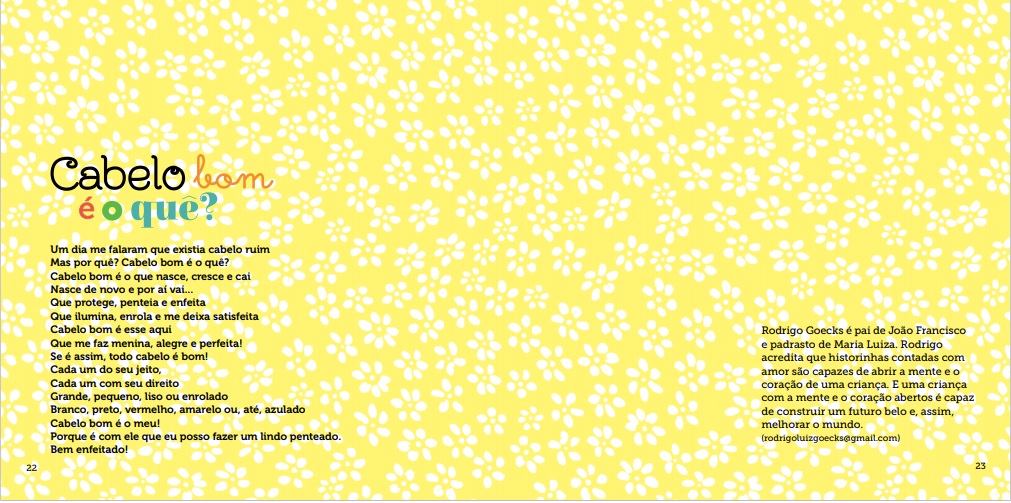 Cabelo bom
é o quê?
Um dia me falaram que existia cabelo ruim
Mas por quê? Cabelo bom é o quê?
Cabelo bom é o que nasce, cresce e cai
Nasce de novo e por aí vai...
Que protege, penteia e enfeita
Que ilumina, enrola e me deixa satisfeita
Cabelo bom é esse aqui
Que me faz menina, alegre e perfeita!
Se é assim, todo cabelo é bom!
Cada um do seu jeito,
Cada um com seu direito
Grande, pequeno, liso ou enrolado
Branco, preto, vermelho, amarelo ou, até, azulado
Cabelo bom é o meu!
Porque é com ele que eu posso fazer um lindo penteado.
Bem enfeitado!
22
Rodrigo Goecks é pai de João Francisco
e padrasto de Maria Luiza. Rodrigo
acredita que historinhas contadas com
amor são capazes de abrir a mente e o
coração de uma criança. E uma criança
com a mente e o coração abertos é capaz
de construir um futuro belo e, assim,
melhorar o mundo.
(rodrigoluizgoecks@gmail.com)
23